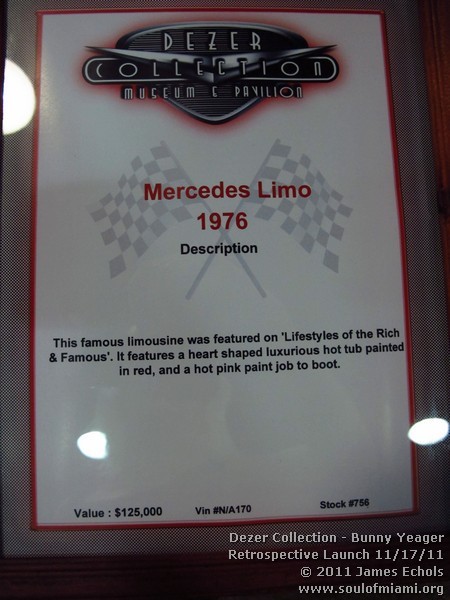 DEZER
COLLECTION
MUSEUM & PAVILION
Mercedes Limo
1976
Description
This famous limousine was featured on 'Lifestyles of the Rich
& Famous'. It features a heart shaped luxurious hot tub painted
in red, and a hot pink paint job to boot.
Value : $125,000 Vin #N/A170 Stock #756
Dezer Collection - Bunny Yeager
Retrospective Launch 11/17/11
© 2011 James Echols
www.soulofmiami.org